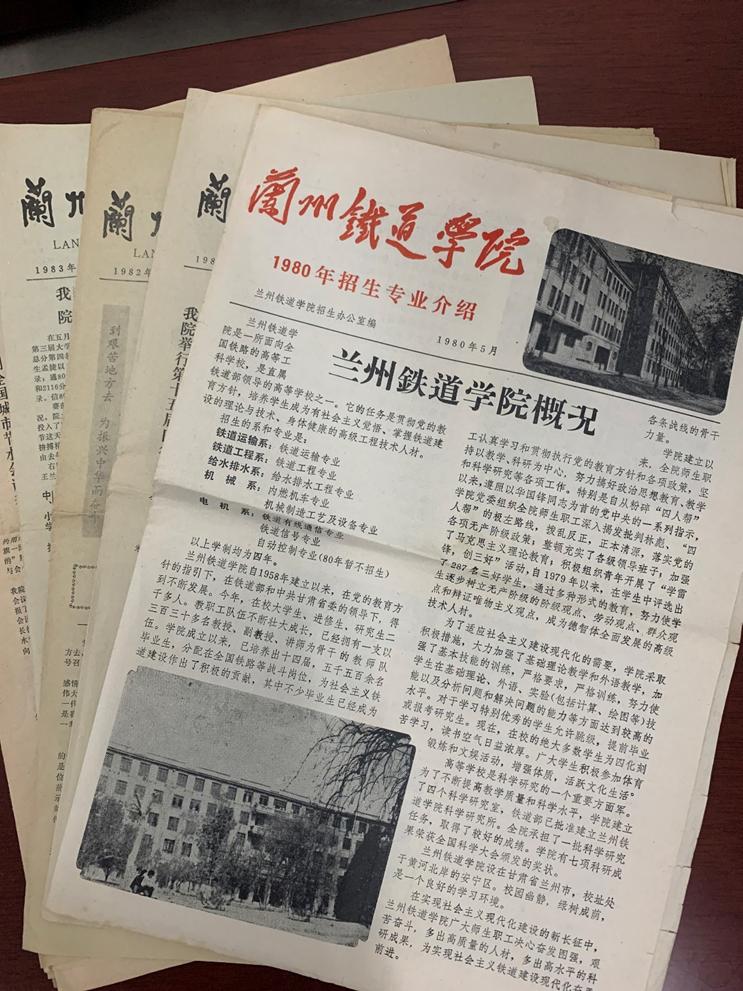 蘭州鐵道學院
1980年招生专业介绍
兰州铁道学院招生办公室编
1980年5月
兰州鉄道学院概况
兰州铁道学
院是一所面向全
国铁路的高等工
科学校，是直属
铁道部领导的高等学校之一。它的任务是贯彻党的教
育方针，培养学生成为有社会主义觉悟、掌握铁道建
设的理论与技术、身体健康的高级工程技术人材。
招生的系和专业是：
铁道运输系：铁道运输专业
铁道工程系：铁道工程专业
给水排水系：给水排水工程专业
机械系：内燃机车专业
机械制造工艺及设备专业
电机系：铁道有线通信专业
铁道信号专业
自动控制专业(80年暂不招生)
以上学制均为四年。
兰州铁道学院自1958年建立以来，在党的教育方
针的指引下，在铁道部和中共甘肃省委的领导下，得
到不断发展。今年，在校大学生、进修生、研究生二
千多人。教职工队伍不断壮大成长，已经拥有一支以
三百三十多名教授、副教授、讲师为骨干的教师队
伍。学院成立以来，已培养出十四届，五千五百余名
毕业生，分配在全国铁路等战斗岗位，为社会主义铁
道建设作出了积极的贡献，其中不少毕业生已经成为
各条战线的骨干
力量。
学院建立以
来，全院师生职
工认真学习和贯彻执行党的教育方针和各项政策，坚
持以教学、科研为中心，努力搞好政治思想教育、教学
和科学研究等各项工作。特别是自从粉碎“四人帮”
以来，遵照以华国锋同志为首的党中央的一系列指示，
学院党委组织全院师生职工深入揭发批判林彪、“四
人帮”的极左路线，拨乱反正，正本清源，落实党的
各项无产阶级政策；整顿充实了各级领导班子；加强
了马克思主义理论教育；积极组织青年开展了“学雷
锋，创三好”活动，自1979年以来，在学生中评选出
了287名三好学生。通过多种形式的教育，努力使学
生逐步树立无产阶级的阶级观点、劳动观点、群众观
点和辩证唯物主义观点，成为德智体全面发展的高级
技术人材。
为了适应社会主义建设现代化的需要，学院采取
积极措施，大力加强了基础理论教学和外语教学，加
强了基本技能的训练，严格要求，严格训练，努力使
学生在基础理论、外语、实验(包括计算、绘图等)技
能以及分析问题和解决问题的能力等方面达到较高的
水平。对于学习特别优秀的学生允许跳级，提前毕业
或报考研究生。现在，在校的绝大多数学生为四化刻
苦学习，读书空气日益浓厚。广大学生积极参加体育
锻炼和文娱活动，增强体质，活跃文化生活。
高等学校是科学研究的一个重要方面军。
为了不断提高教学质量和科学水平，学院建立
了四个科学研究室，铁道部已批准建立兰州铁
道学院科学研究所。全院承担了一批科学研究
任务，取得了较好的成绩。学院有七项科研成
果荣获全国科学大会颁发的奖状。
兰州铁道学院设在甘肃省兰州市，校址处
于黄河北岸的安宁区。校园幽静，绿树成荫，
是一个良好的学习环境。
在实现社会主义现代化建设的新长征中，
兰州铁道学院广大师生职工决心奋发图强，艰
苦奋斗，多出高质量的人材，多出高水平的科
研成果，为实现社会主义铁道建设现代化在
前进。
蘭
我院举行第十五届
蘭州
LAN
1982年
到艰苦地方去
为振兴中华而
蘭州
LAN
1983年
我
院
全国城市节水会